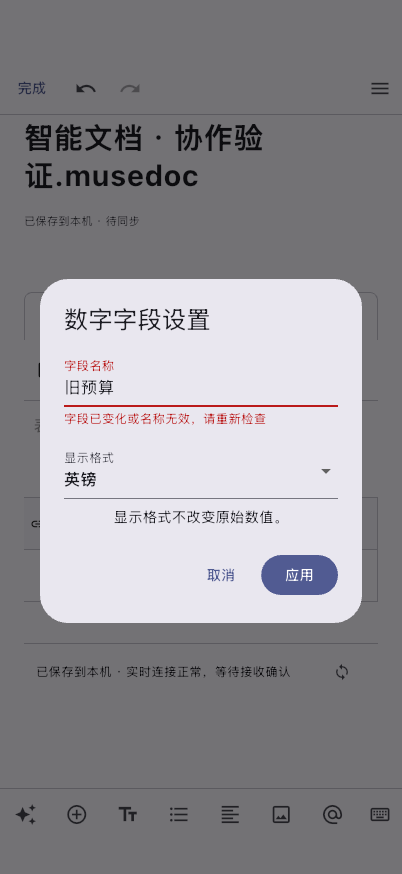 完成
智能文档 · 协作验
证.musedoc
已保存到本机 · 待同步
数字字段设置
字段名称
旧预算
字段已变化或名称无效，请重新检查
显示格式
英镑
显示格式不改变原始数值。
取消
应用
已保存到本机 · 实时连接正常，等待接收确认
Tт